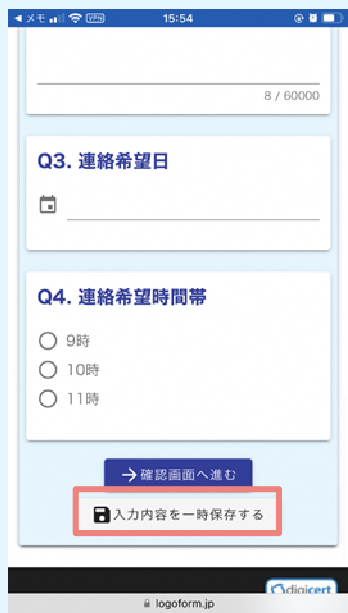 メモ VPN 15:54
8 / 60000
Q3. 連絡希望日
Q4. 連絡希望時間帯
9時
10時
11時
→確認画面へ進む
入力内容を一時保存する
digicert
logoform.jp